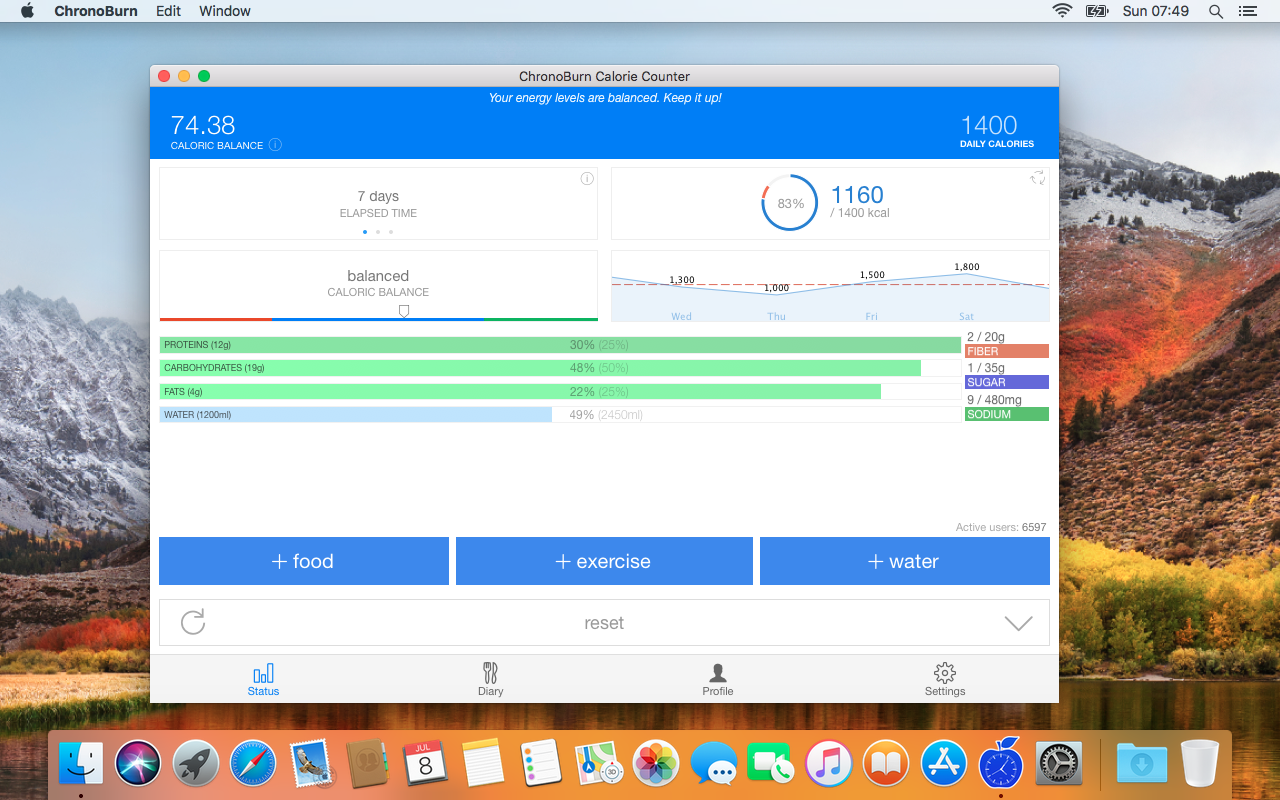 ChronoBurn Edit Window Sun 07:49
ChronoBurn Calorie Counter
Your energy levels are balanced. Keep it up!
74.38
CALORIC BALANCE
1400
DAILY CALORIES
7 days
ELAPSED TIME
83%
1160
/ 1400 kcal
balanced
CALORIC BALANCE
1,300 1,000 1,500 1,800
Wed Thu Fri Sat
PROTEINS (12g) 30% (25%)
CARBOHYDRATES (19g) 48% (50%)
FATS (4g) 22% (25%)
WATER (1200ml) 49% (2450ml)
2 / 20g
FIBER
1 / 35g
SUGAR
9 / 480mg
SODIUM
Active users: 6597
+ food + exercise + water
reset
Status Diary Profile Settings
JUL
8
3D